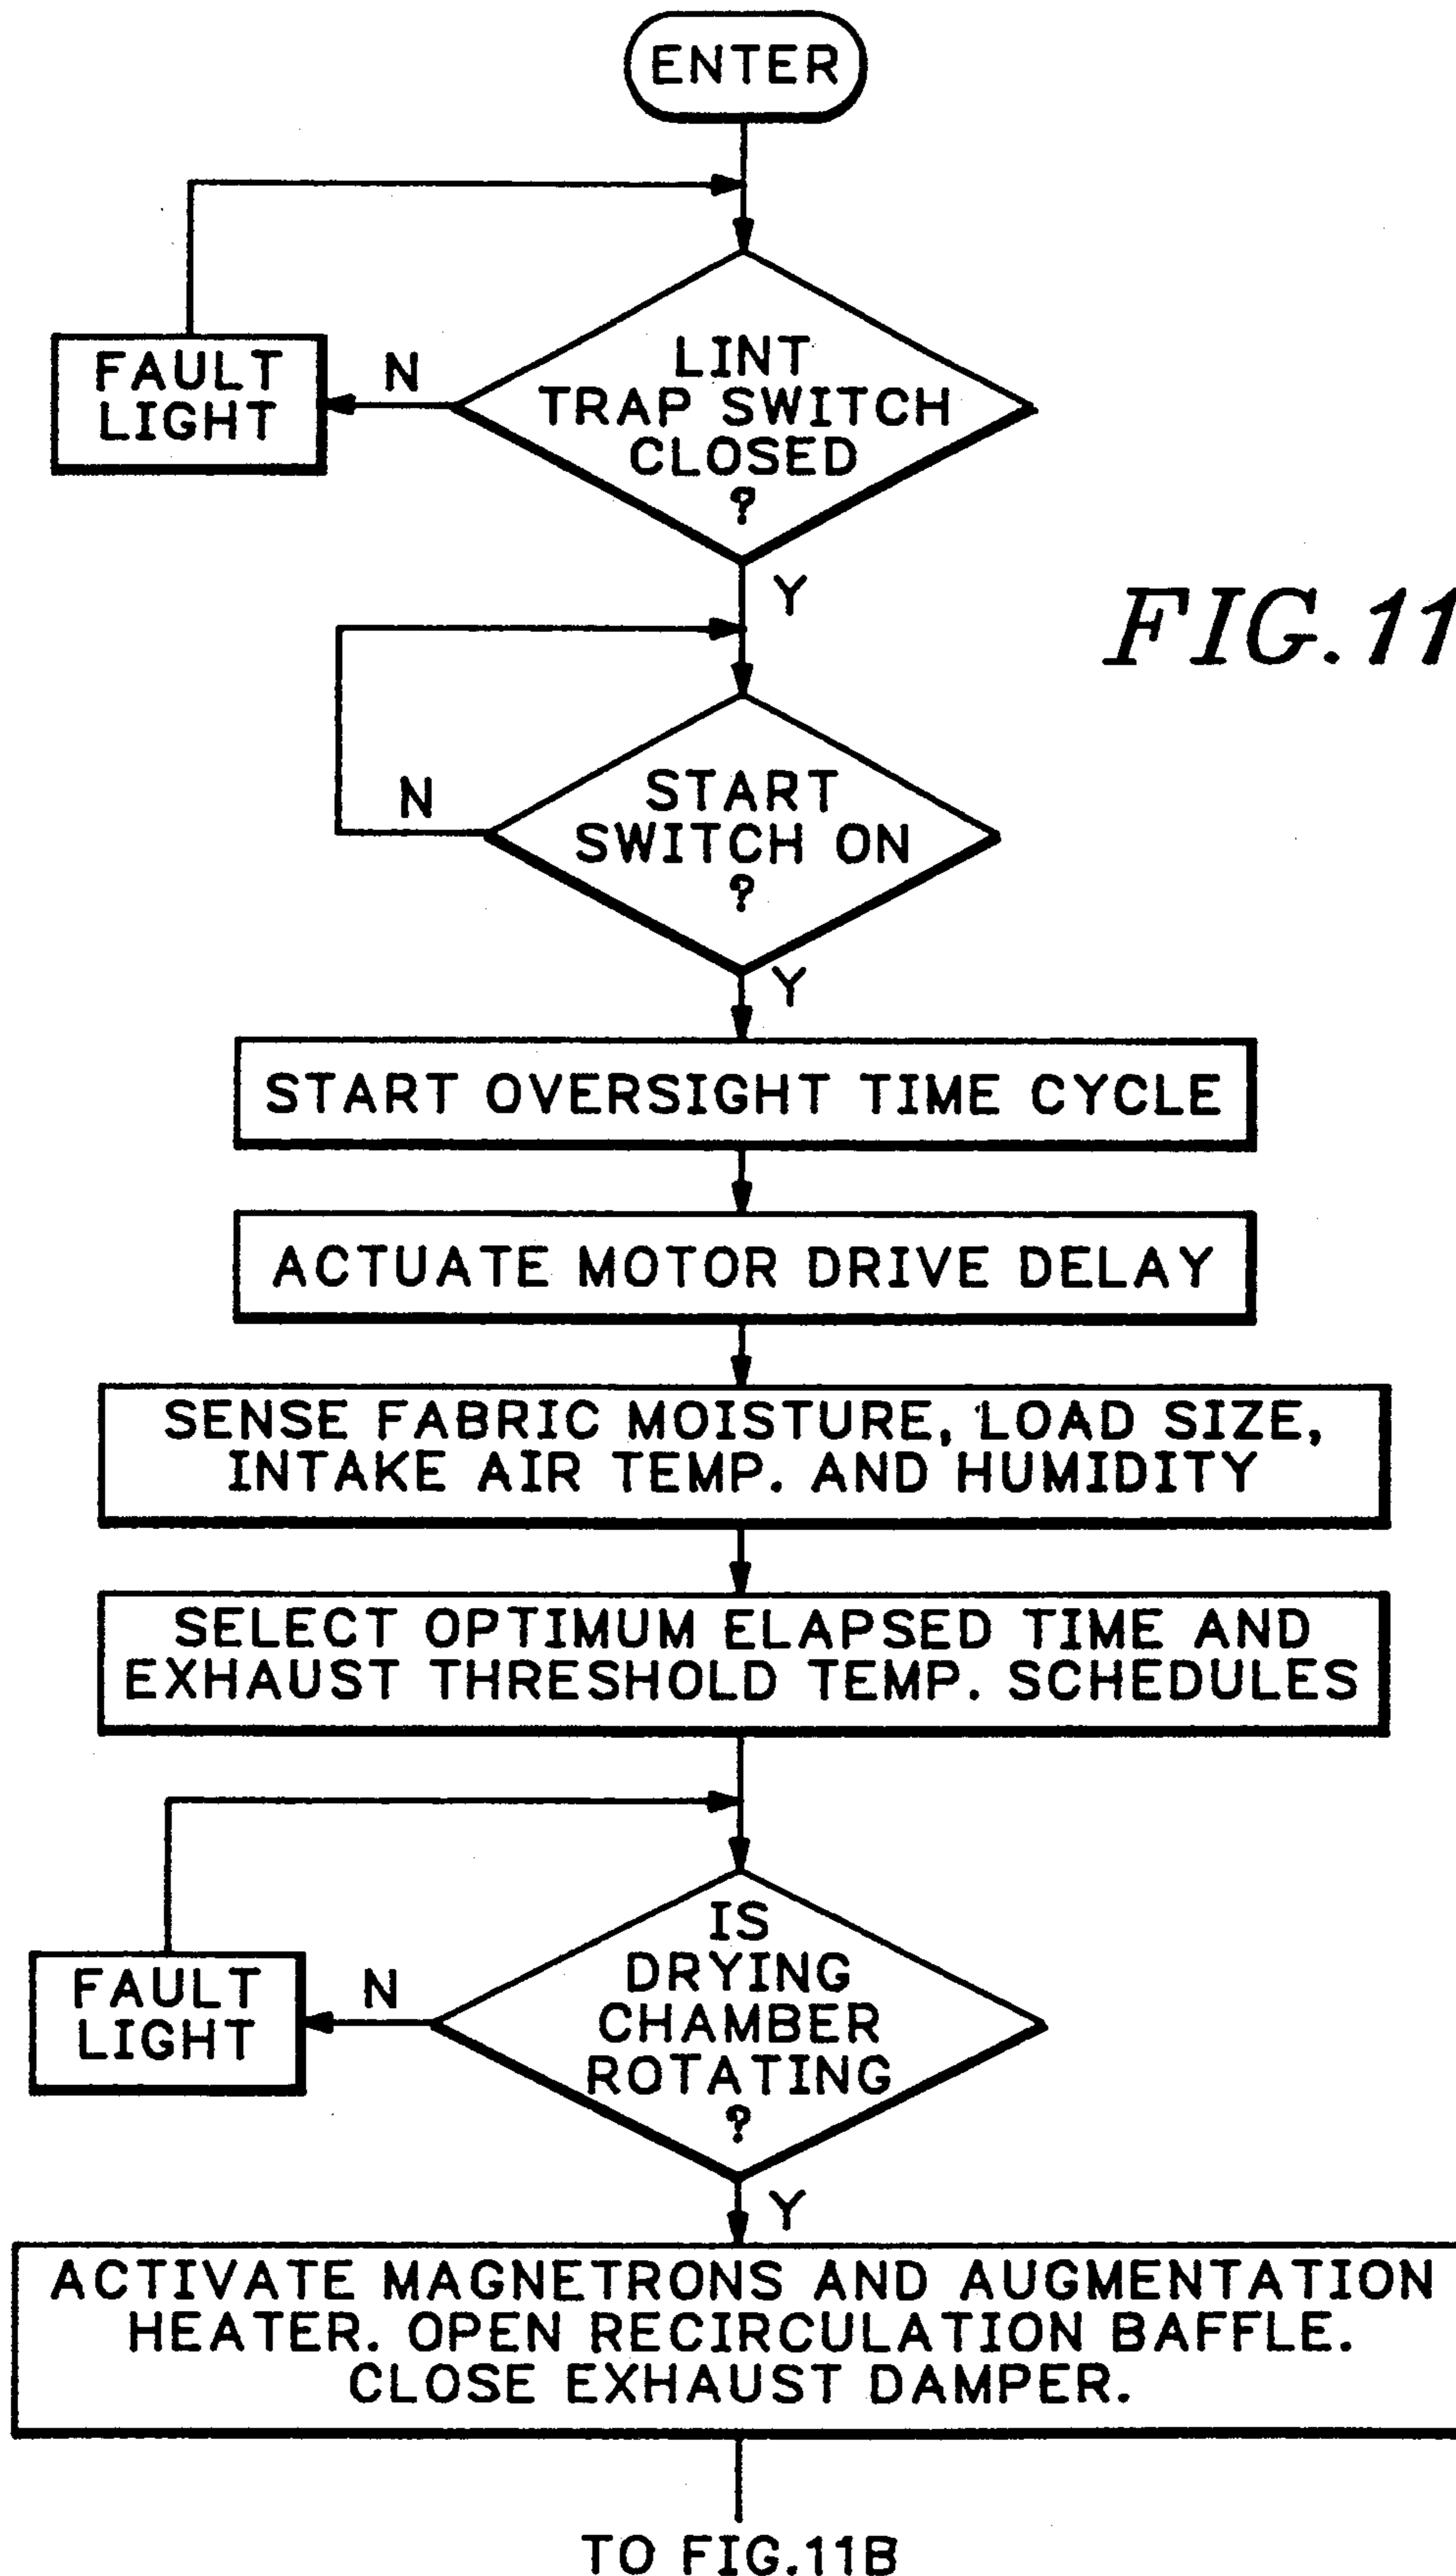 ENTER
LINT
TRAP SWITCH
CLOSED
?
N
FAULT
LIGHT
Y
FIG.11
START
SWITCH ON
?
N
Y
START OVERSIGHT TIME CYCLE
ACTUATE MOTOR DRIVE DELAY
SENSE FABRIC MOISTURE, LOAD SIZE,
INTAKE AIR TEMP. AND HUMIDITY
SELECT OPTIMUM ELAPSED TIME AND
EXHAUST THRESHOLD TEMP. SCHEDULES
IS
DRYING
CHAMBER
ROTATING
?
N
FAULT
LIGHT
Y
ACTIVATE MAGNETRONS AND AUGMENTATION
HEATER. OPEN RECIRCULATION BAFFLE.
CLOSE EXHAUST DAMPER.
TO FIG.11B